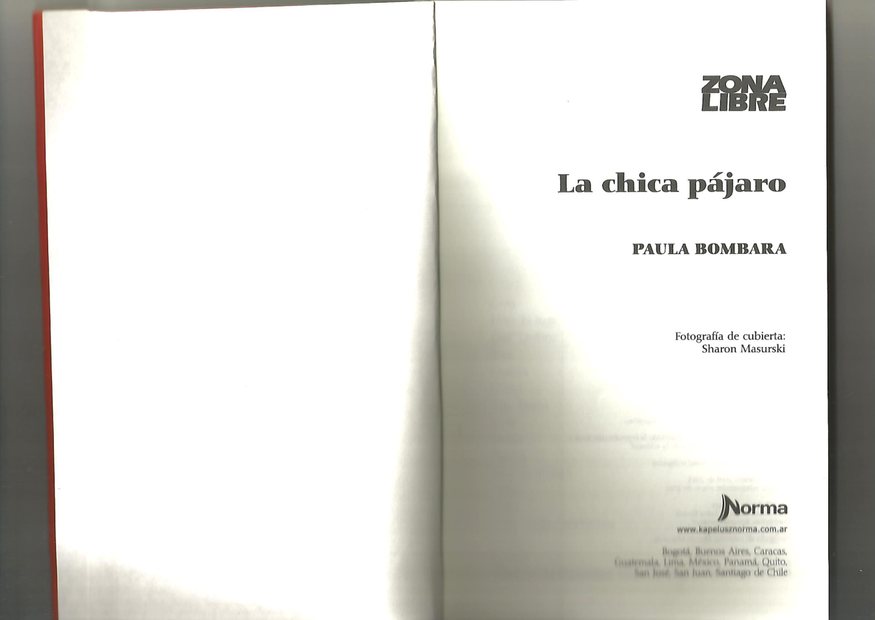 ZONA
LIBRE
La chica pájaro
PAULA BOMBARA
Fotografía de cubierta:
Sharon Masurski
Norma
www.kapelusznorma.com.ar
Bogotá, Buenos Aires, Caracas,
Guatemala, Lima, México, Panamá, Quito,
San José, San Juan, Santiago de Chile